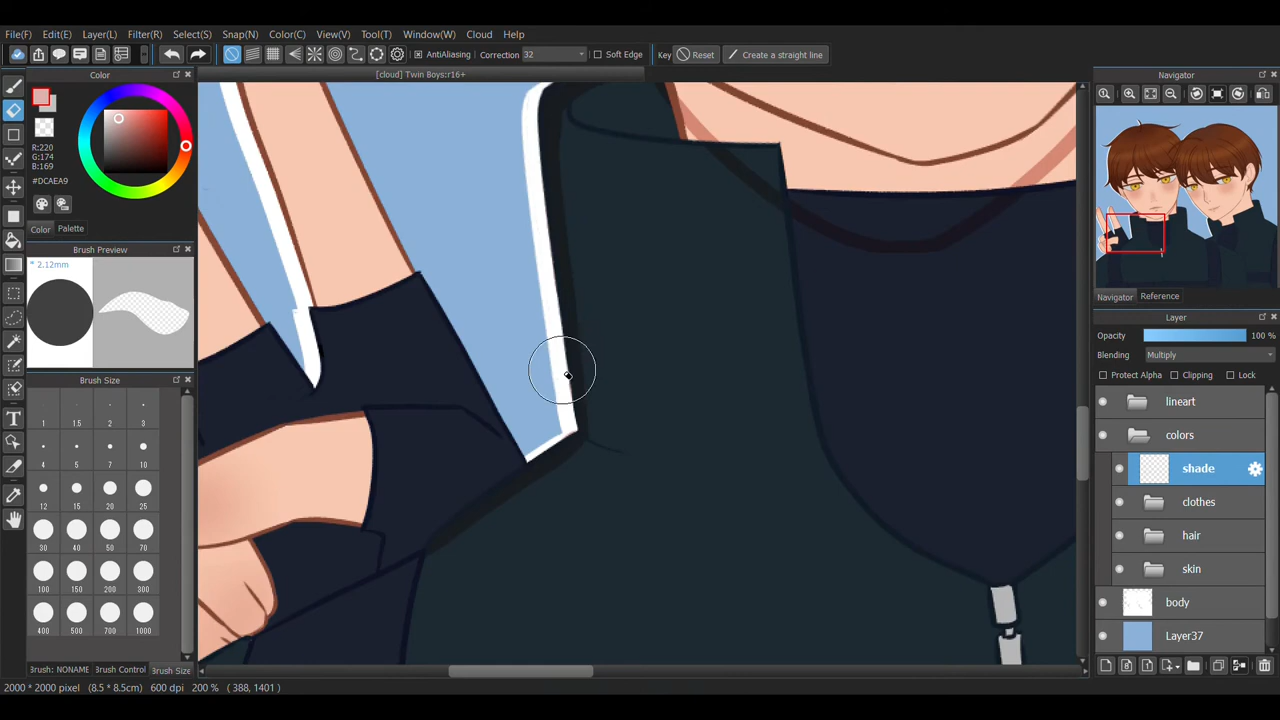 File(F) Edit(E) Layer(L) Filter(R) Select(S) Snap(N) Color(C) View(V) Tool(T) Window(W) Cloud Help
AntiAliasing Correction 32 Soft Edge Key Reset Create a straight line
Color
[cloud] Twin Boys:r16+
Navigator
R:220
G:174
B:169
#DCAEA9
Color Palette
Brush Preview
2.12mm
Navigator Reference
Layer
Opacity 100 %
Blending Multiply
Protect Alpha Clipping Lock
Brush Size
1 1.5 2 3
4 5 7 10
12 15 20 25
30 40 50 70
100 150 200 300
400 500 700 1000
lineart
colors
shade
clothes
hair
skin
body
Layer37
Brush: NONAME Brush Control Brush Size
2000 * 2000 pixel (8.5 * 8.5cm) 600 dpi 200 % ( 388, 1401 )